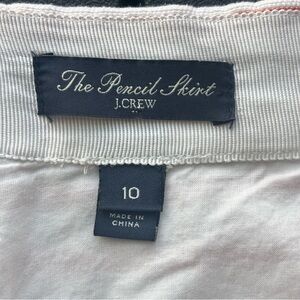 The Pencil Skirt
J.CREW
10
MADE IN
CHINA